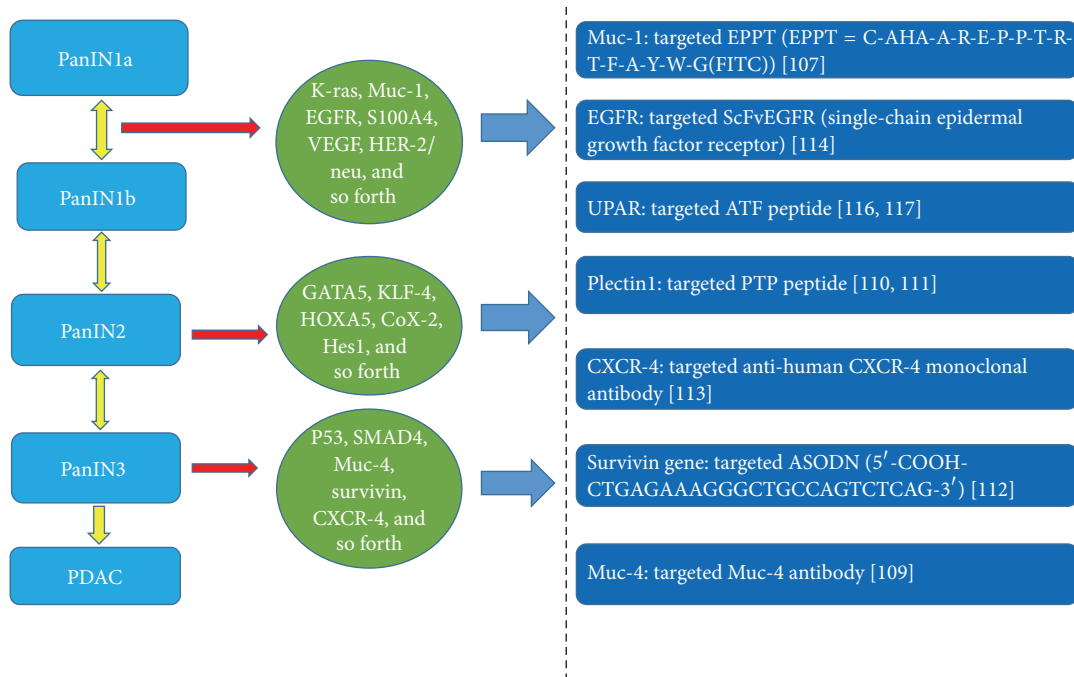 PanIN1a
PanIN1b
PanIN2
PanIN3
PDAC
K-ras, Muc-1,
EGFR, S100A4,
VEGF, HER-2/
neu, and
so forth
GATA5, KLF-4,
HOXA5, CoX-2,
Hes1, and
so forth
P53, SMAD4,
Muc-4,
survivin,
CXCR-4, and
so forth
Muc-1: targeted EPPT (EPPT = C-AHA-A-R-E-P-P-T-R-
T-F-A-Y-W-G(FITC)) [107]
EGFR: targeted ScFvEGFR (single-chain epidermal
growth factor receptor) [114]
UPAR: targeted ATF peptide [116, 117]
Plectin1: targeted PTP peptide [110, 111]
CXCR-4: targeted anti-human CXCR-4 monoclonal
antibody [113]
Survivin gene: targeted ASODN (5′-COOH-
CTGAGAAAGGGCTGCCAGTCTCAG-3′) [112]
Muc-4: targeted Muc-4 antibody [109]